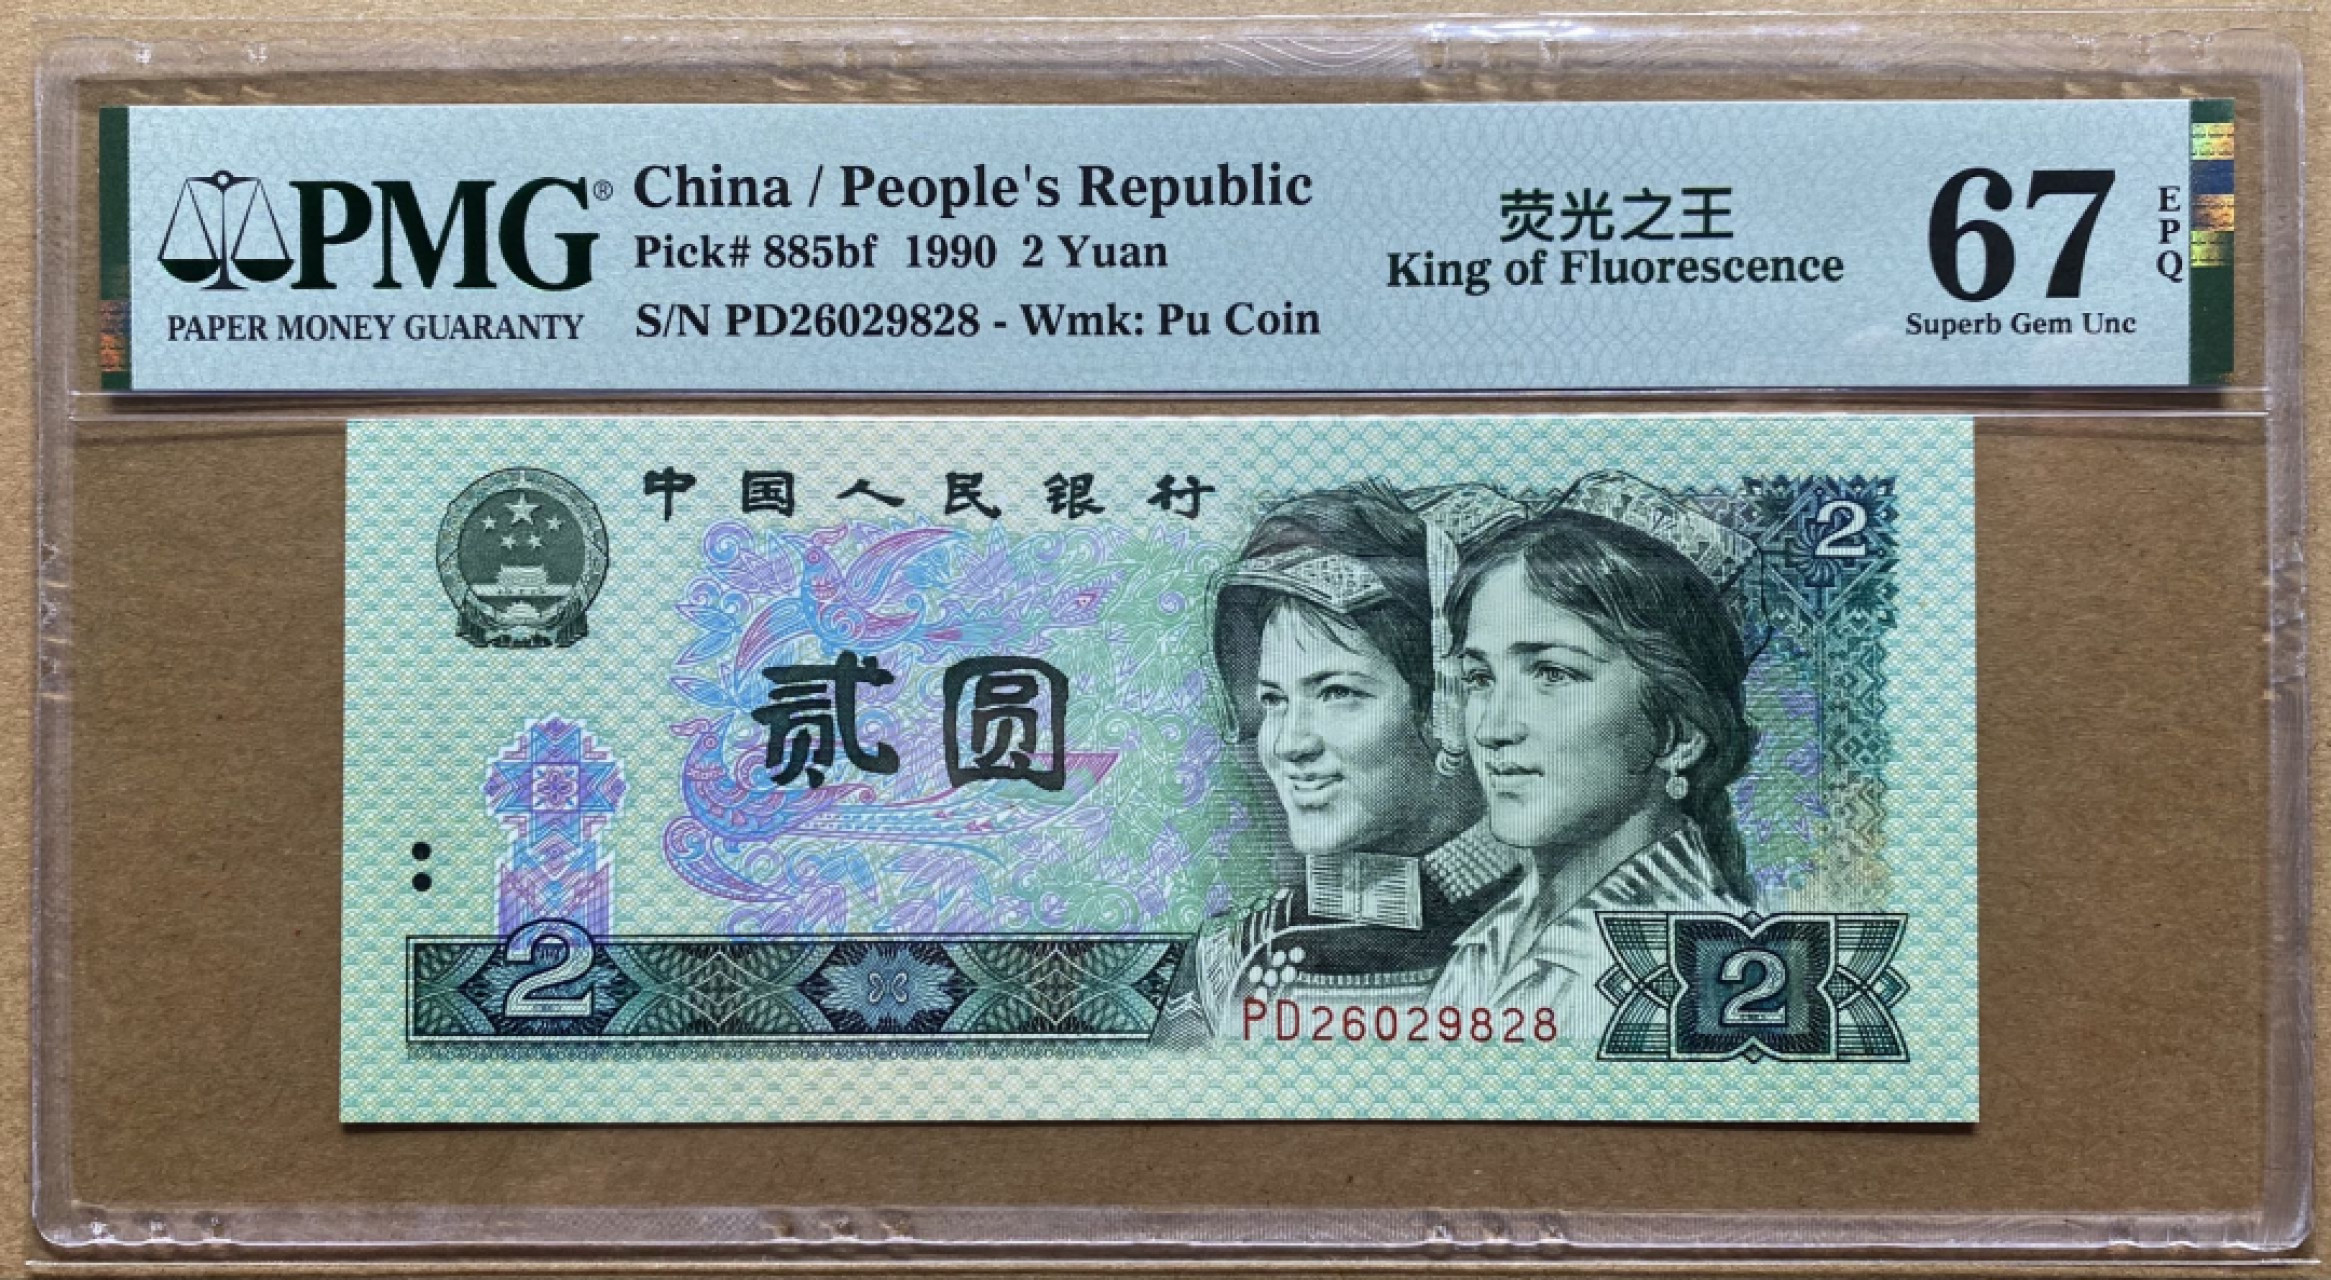 PMG®
PAPER MONEY GUARANTY
China / People's Republic
Pick# 885bf 1990 2 Yuan
S/N PD26029828 - Wmk: Pu Coin
荧光之王
King of Fluorescence
67
EPQ
Superb Gem Unc
中国人民银行
2
贰圆
2
PD26029828
2